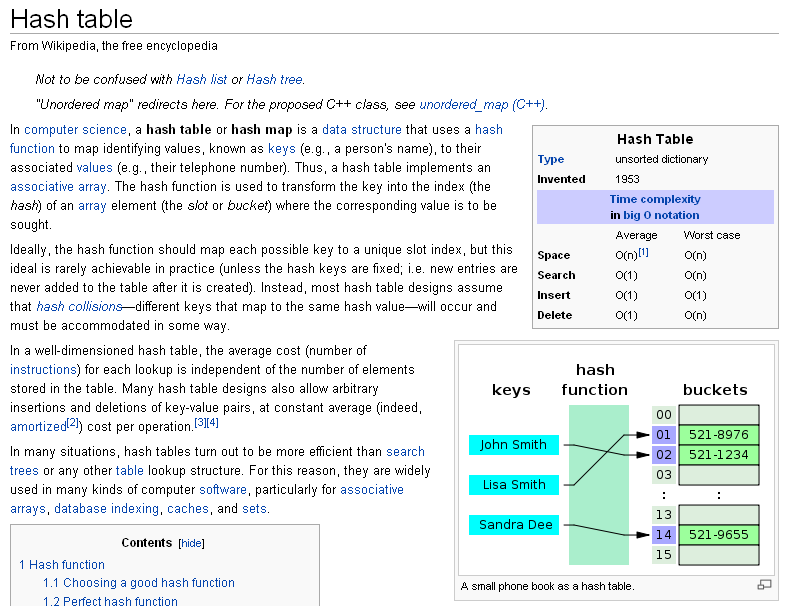 Hash table
From Wikipedia, the free encyclopedia
Not to be confused with Hash list or Hash tree.
"Unordered map" redirects here. For the proposed C++ class, see unordered_map (C++).
In computer science, a hash table or hash map is a data structure that uses a hash
function to map identifying values, known as keys (e.g., a person's name), to their
associated values (e.g., their telephone number). Thus, a hash table implements an
associative array. The hash function is used to transform the key into the index (the
hash) of an array element (the slot or bucket) where the corresponding value is to be
sought.
Ideally, the hash function should map each possible key to a unique slot index, but this
ideal is rarely achievable in practice (unless the hash keys are fixed; i.e. new entries are
never added to the table after it is created). Instead, most hash table designs assume
that hash collisions—different keys that map to the same hash value—will occur and
must be accommodated in some way.
In a well-dimensioned hash table, the average cost (number of
instructions) for each lookup is independent of the number of elements
stored in the table. Many hash table designs also allow arbitrary
insertions and deletions of key-value pairs, at constant average (indeed,
amortized[2]) cost per operation.[3][4]
In many situations, hash tables turn out to be more efficient than search
trees or any other table lookup structure. For this reason, they are widely
used in many kinds of computer software, particularly for associative
arrays, database indexing, caches, and sets.
Contents [hide]
1 Hash function
1.1 Choosing a good hash function
1.2 Perfect hash function
Hash Table
Type unsorted dictionary
Invented 1953
Time complexity
in big O notation
Average Worst case
Space O(n)[1] O(n)
Search O(1) O(n)
Insert O(1) O(1)
Delete O(1) O(n)
hash
keys function buckets
00
John Smith 01 521-8976
02 521-1234
Lisa Smith 03
: :
13
Sandra Dee 14 521-9655
15
A small phone book as a hash table.